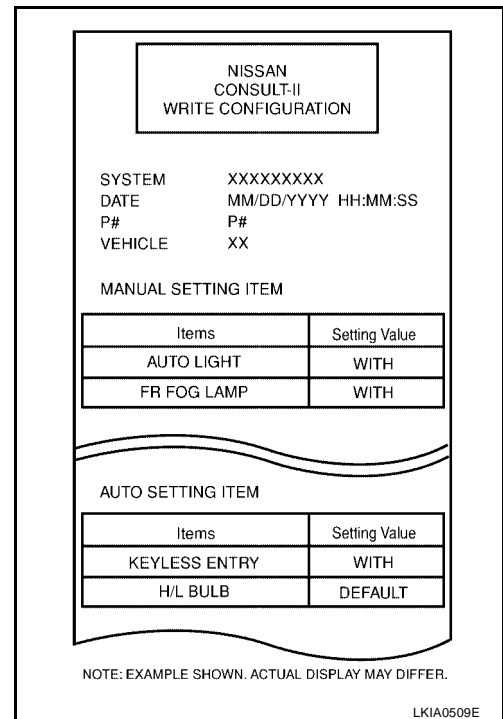 NISSAN
CONSULT-II
WRITE CONFIGURATION
SYSTEM XXXXXXXXX
DATE MM/DD/YYYY HH:MM:SS
P# P#
VEHICLE XX
MANUAL SETTING ITEM
Items Setting Value
AUTO LIGHT WITH
FR FOG LAMP WITH
AUTO SETTING ITEM
Items Setting Value
KEYLESS ENTRY WITH
H/L BULB DEFAULT
NOTE: EXAMPLE SHOWN. ACTUAL DISPLAY MAY DIFFER.
LKIA0509E